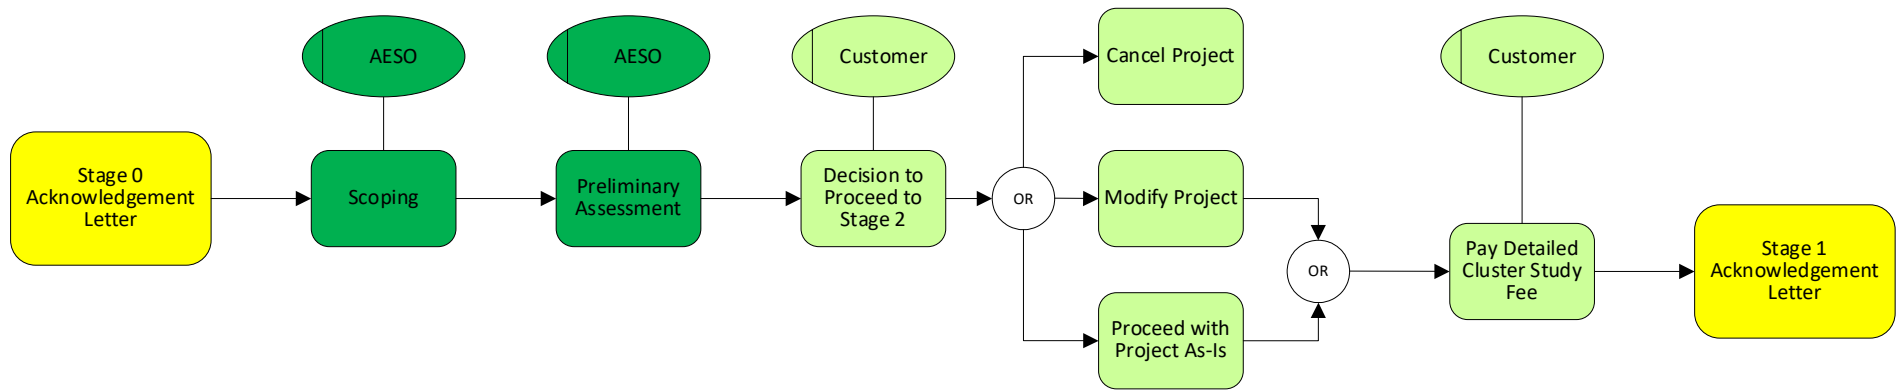 AESO
AESO
Customer
Cancel Project
Customer
Stage 0
Acknowledgement
Letter
Scoping
Preliminary
Assessment
Decision to
Proceed to
Stage 2
OR
Modify Project
OR
Proceed with
Project As-Is
Pay Detailed
Cluster Study
Fee
Stage 1
Acknowledgement
Letter